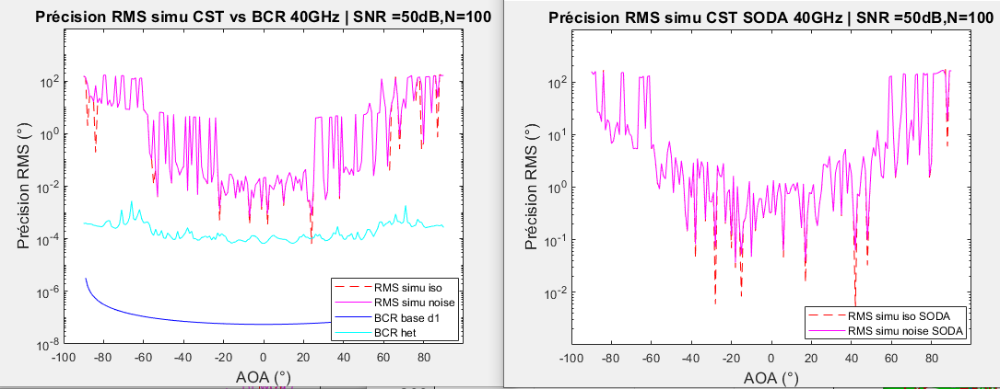 Précision RMS simu CST vs BCR 40GHz | SNR =50dB,N=100
Précision RMS (°)
10^2
10^0
10^-2
10^-4
10^-6
10^-8
-100 -80 -60 -40 -20 0 20 40 60 80
AOA (°)
RMS simu iso
RMS simu noise
BCR base d1
BCR het
Précision RMS simu CST SODA 40GHz | SNR =50dB,N=100
Précision RMS (°)
10^2
10^1
10^0
10^-1
10^-2
-100 -80 -60 -40 -20 0 20 40 60 80
AOA (°)
RMS simu iso SODA
RMS simu noise SODA